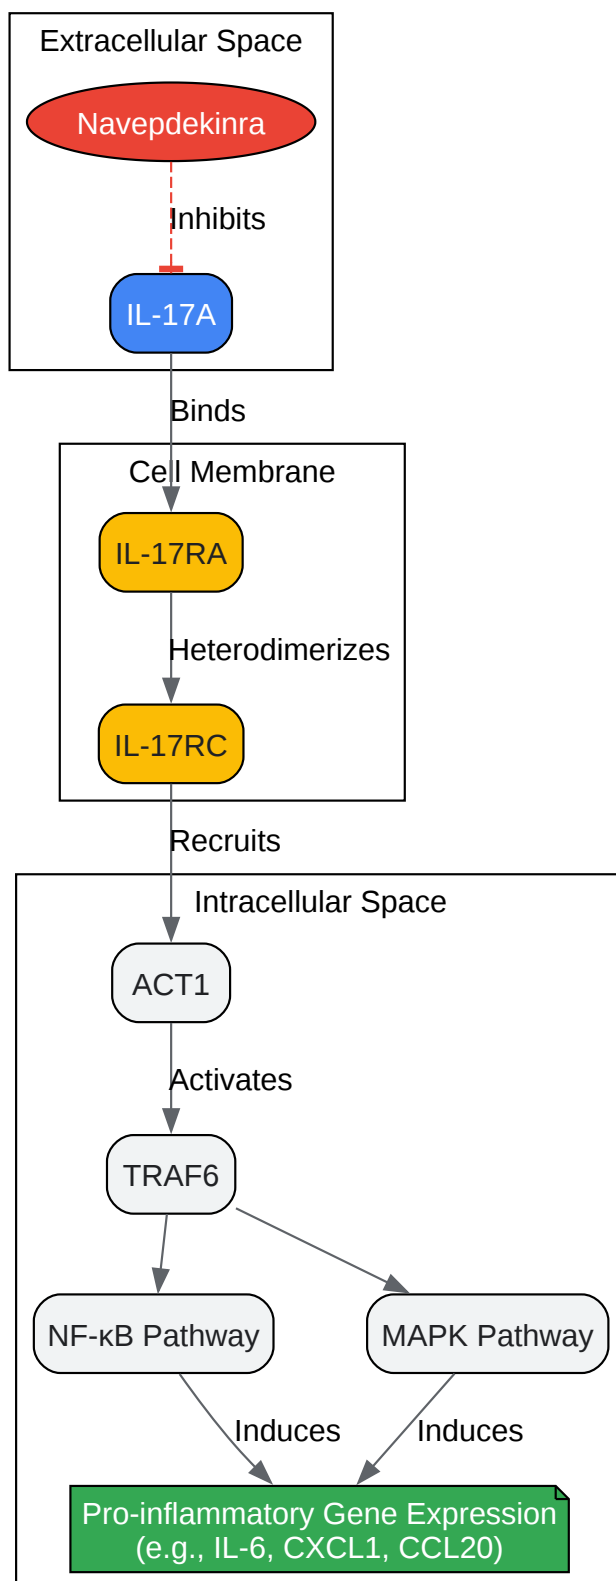 Extracellular Space
Navepdekinra
Inhibits
IL-17A
Binds
Cell Membrane
IL-17RA
Heterodimerizes
IL-17RC
Recruits
Intracellular Space
ACT1
Activates
TRAF6
NF-κB Pathway
MAPK Pathway
Induces
Induces
Pro-inflammatory Gene Expression
(e.g., IL-6, CXCL1, CCL20)